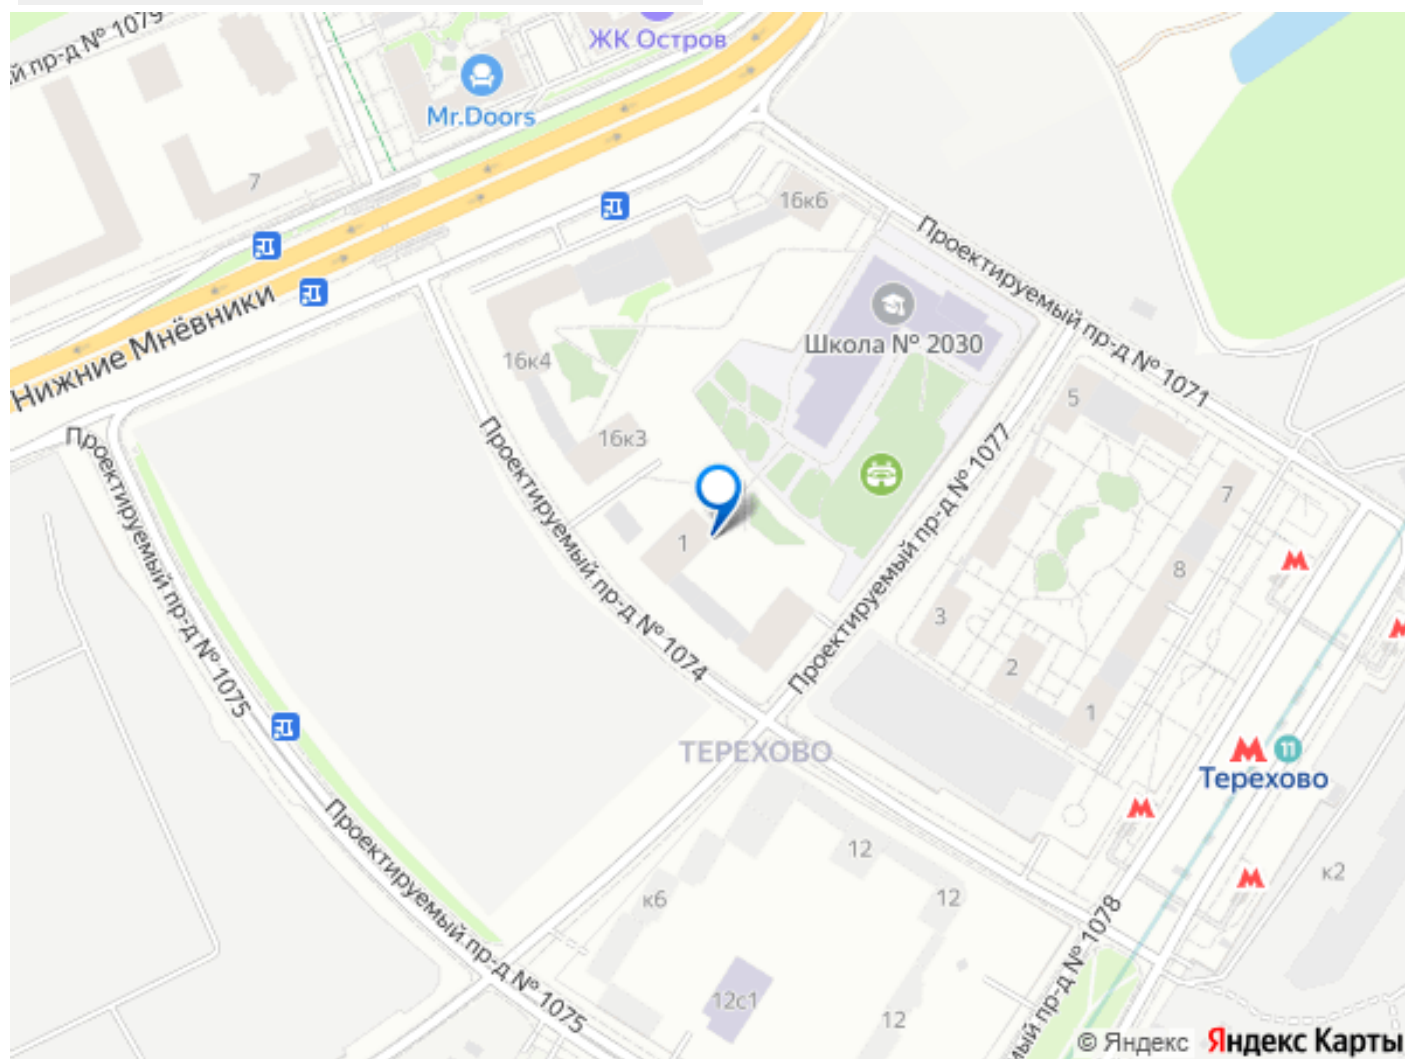 й пр-д № 1079
ЖК Остров
Mr.Doors
7
16к6
Проектируемый пр-д № 1071
Нижние Мнёвники
Школа № 2030
16к4
5
16к3
Проектируемый пр-д № 1075
Проектируемый пр-д № 1074
Проектируемый пр-д № 1077
7
1
8
3
2
1
ТЕРЕХОВО
11
Терехово
Проектируемый пр-д № 1075
12
к2
к6
12
12с1
12
мый пр-д № 1078
© Яндекс Яндекс Карты